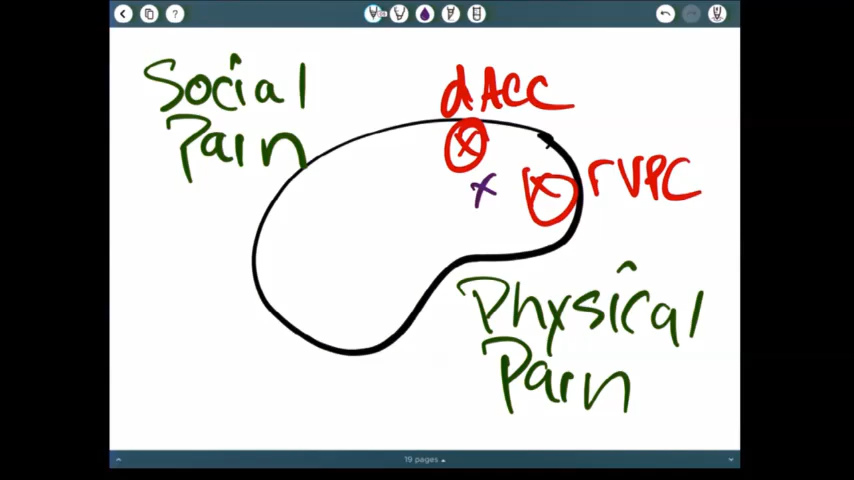 Social
Pain
dACC
X
X
X
rVPC
Physical
Pain
19 pages
?